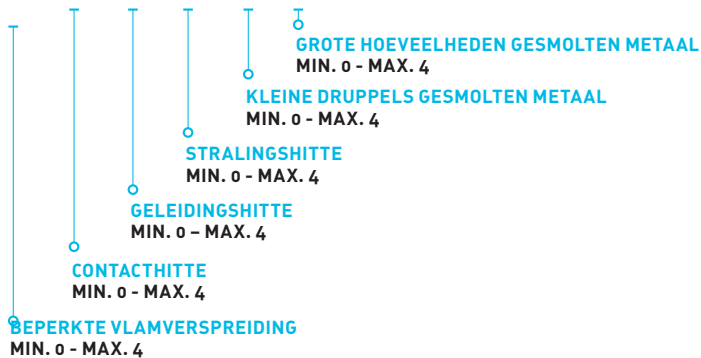 GROTE HOEVEELHEDEN GESMOLTEN METAAL
MIN. 0 - MAX. 4
KLEINE DRUPPELS GESMOLTEN METAAL
MIN. 0 - MAX. 4
STRALINGSHITTE
MIN. 0 - MAX. 4
GELEIDINGSHITTE
MIN. 0 – MAX. 4
CONTACTHITTE
MIN. 0 - MAX. 4
BEPERKTE VLAMVERSPREIDING
MIN. 0 - MAX. 4